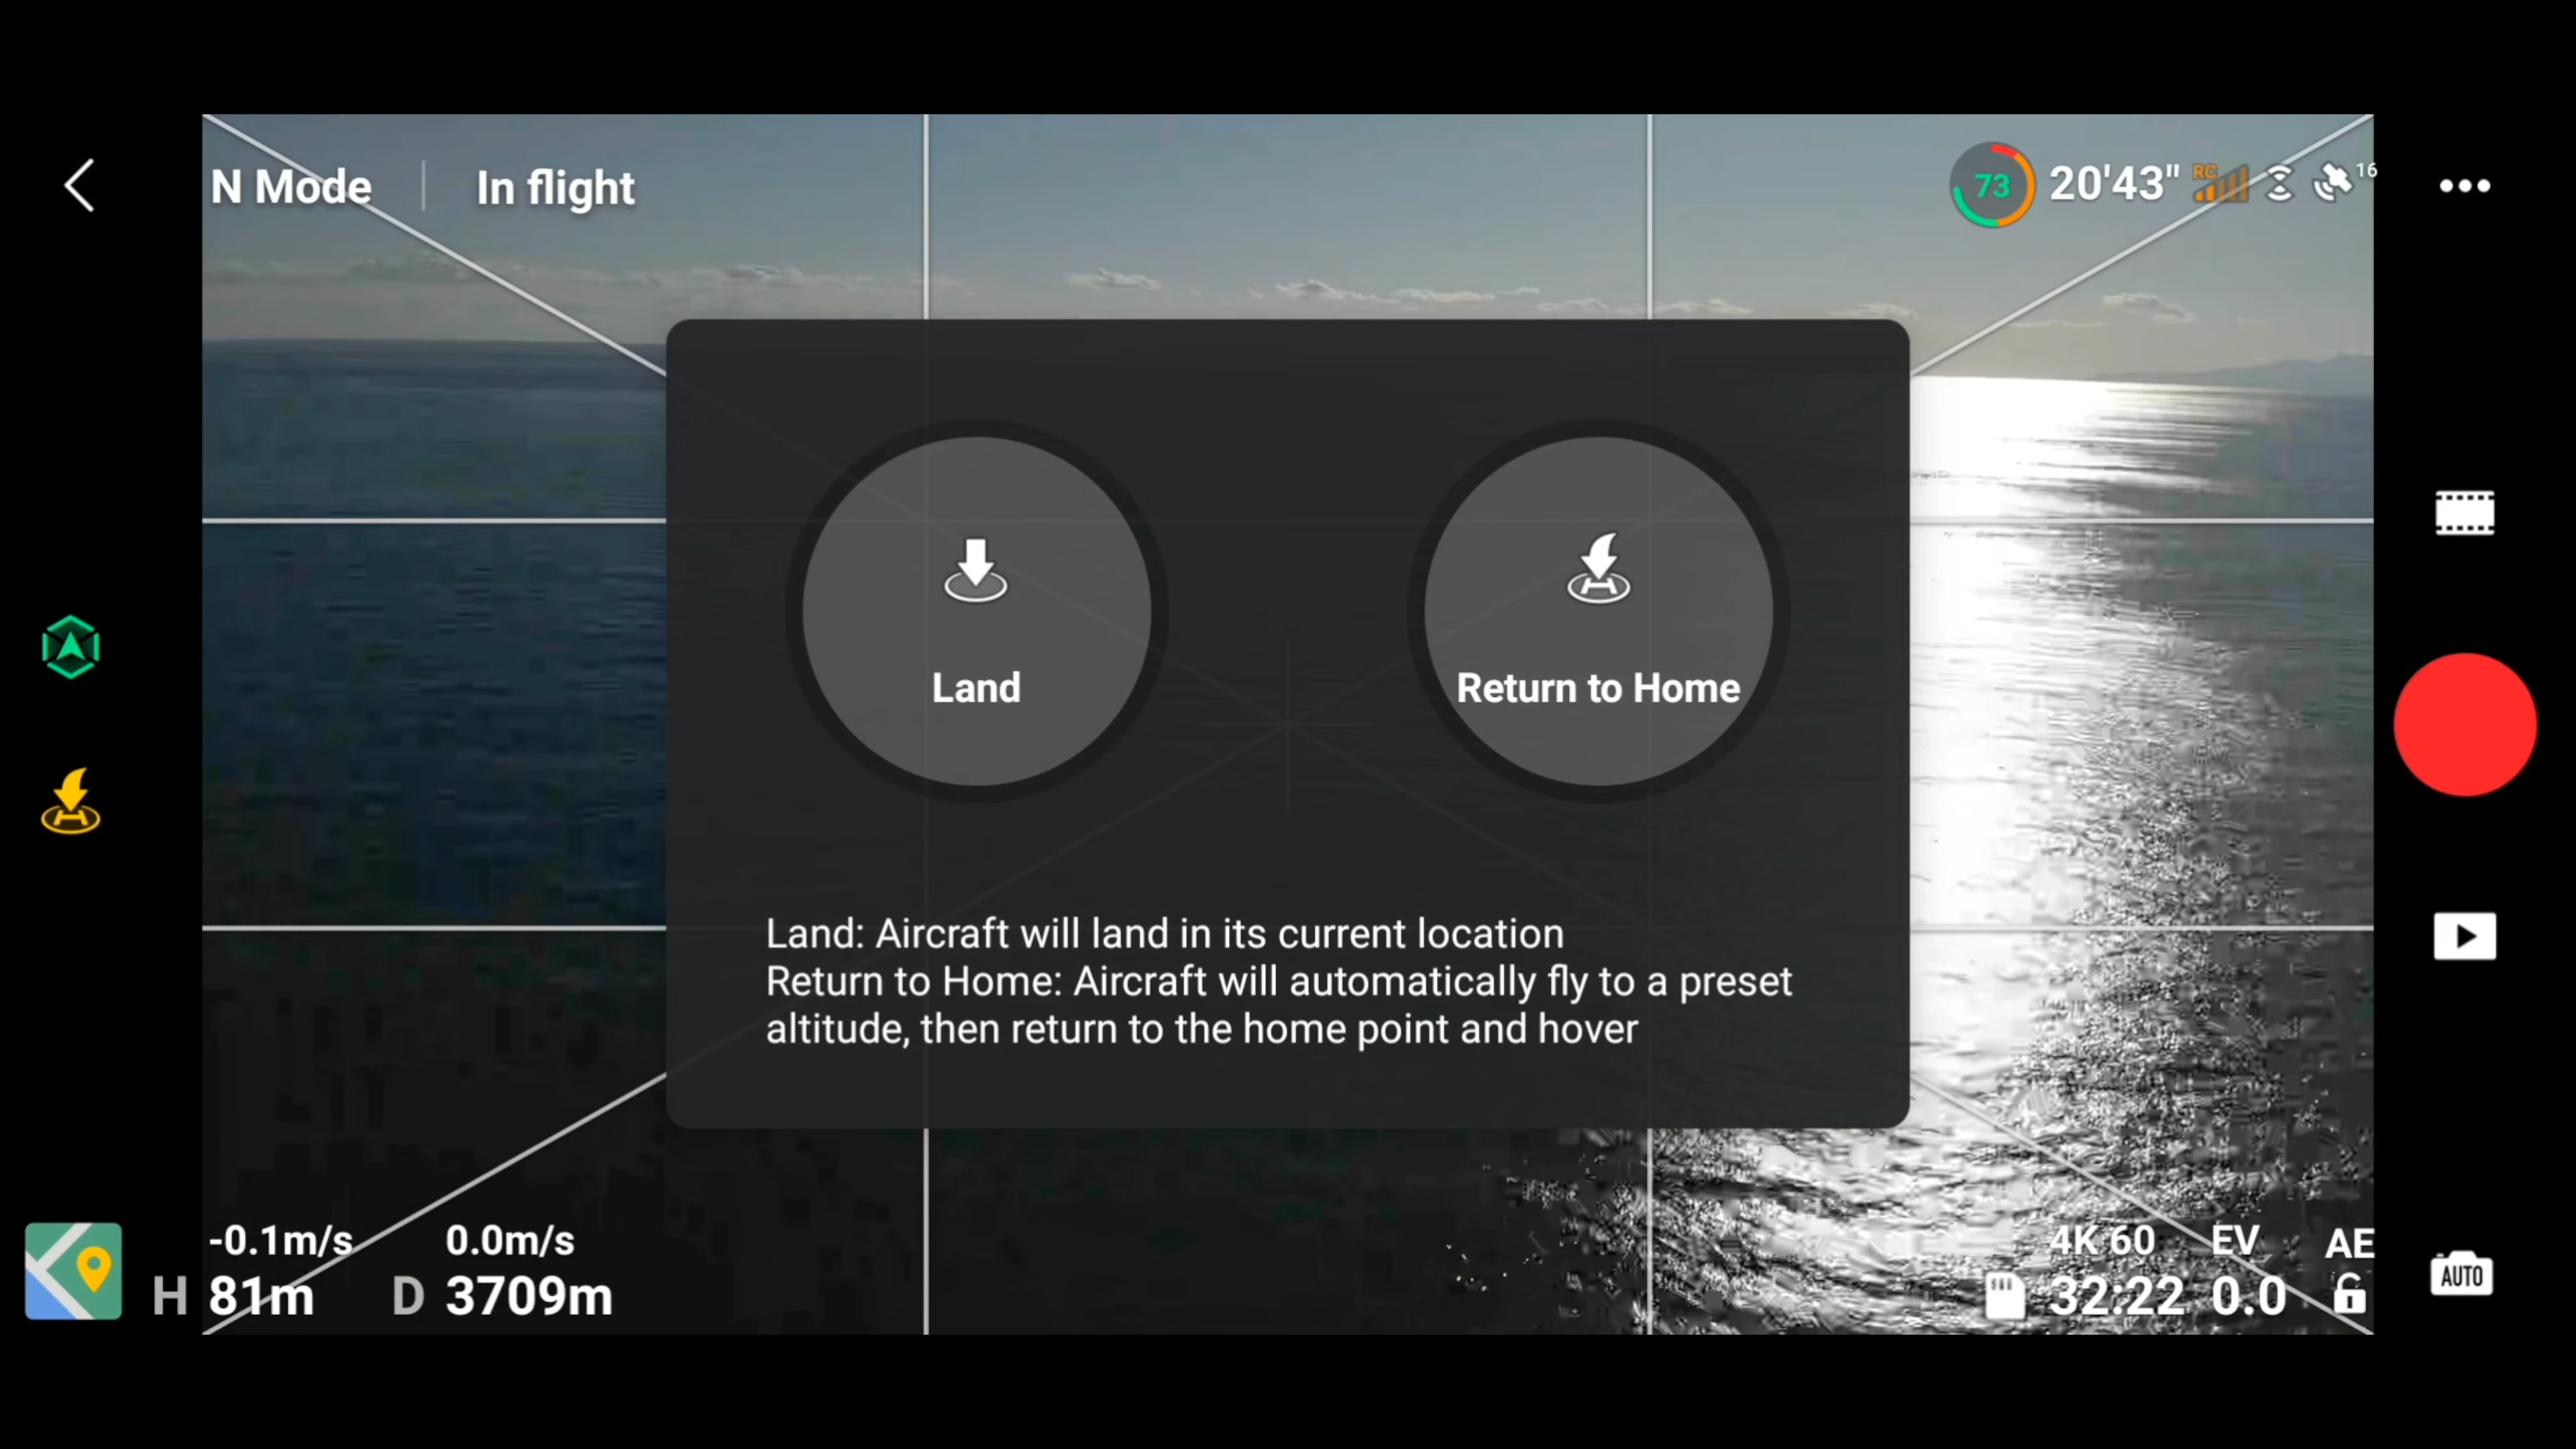 N Mode In flight 73 20'43" RC 16
Land Return to Home
Land: Aircraft will land in its current location
Return to Home: Aircraft will automatically fly to a preset
altitude, then return to the home point and hover
-0.1m/s 0.0m/s 4K 60 EV AE
H 81m D 3709m 32:22 0.0 AUTO